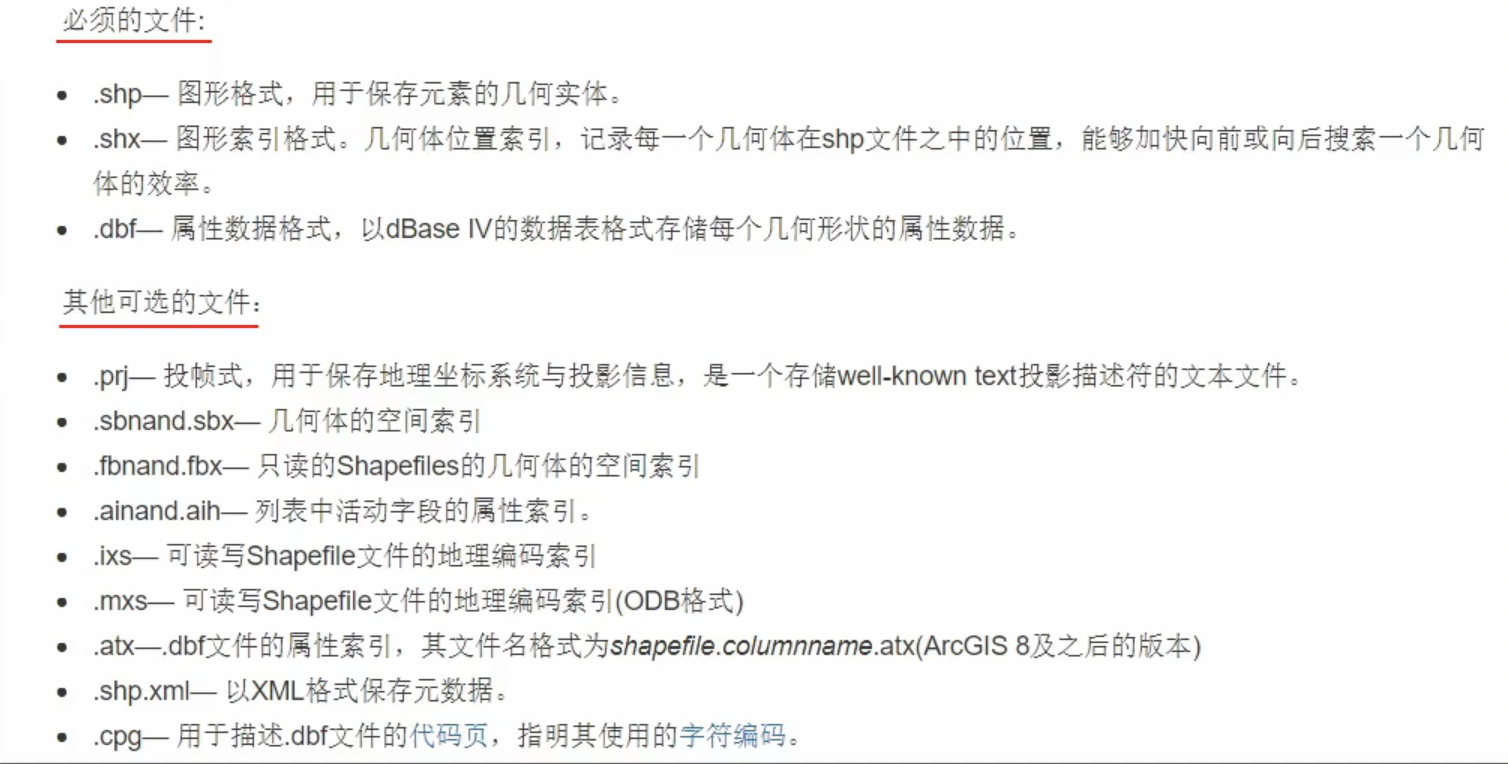 必须的文件:
• .shp— 图形格式，用于保存元素的几何实体。
• .shx— 图形索引格式。几何体位置索引，记录每一个几何体在shp文件之中的位置，能够加快向前或向后搜索一个几何
体的效率。
• .dbf— 属性数据格式，以dBase IV的数据表格式存储每个几何形状的属性数据。
其他可选的文件：
• .prj— 投帧式，用于保存地理坐标系统与投影信息，是一个存储well-known text投影描述符的文本文件。
• .sbnand.sbx— 几何体的空间索引
• .fbnand.fbx— 只读的Shapefiles的几何体的空间索引
• .ainand.aih— 列表中活动字段的属性索引。
• .ixs— 可读写Shapefile文件的地理编码索引
• .mxs— 可读写Shapefile文件的地理编码索引(ODB格式)
• .atx—.dbf文件的属性索引，其文件名格式为shapefile.columnname.atx(ArcGIS 8及之后的版本)
• .shp.xml— 以XML格式保存元数据。
• .cpg— 用于描述.dbf文件的代码页，指明其使用的字符编码。